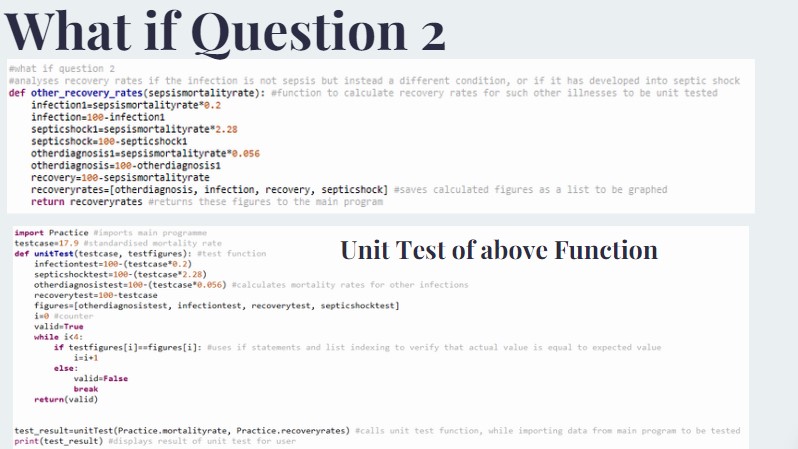 What if Question 2
#what if question 2
#analyses recovery rates if the infection is not sepsis but instead a different condition, or if it has developed into septic shock
def other_recovery_rates(sepsismortalityrate): #function to calculate recovery rates for such other illnesses to be unit tested
    infection1=sepsismortalityrate*0.2
    infection=100-infection1
    septicshock1=sepsismortalityrate*2.28
    septicshock=100-septicshock1
    otherdiagnosis1=sepsismortalityrate*0.056
    otherdiagnosis=100-otherdiagnosis1
    recovery=100-sepsismortalityrate
    recoveryrates=[otherdiagnosis, infection, recovery, septicshock] #saves calculated figures as a list to be graphed
    return recoveryrates #returns these figures to the main program
Unit Test of above Function
import Practice #imports main programme
testcase=17.9 #standardised mortality rate
def unitTest(testcase, testfigures): #test function
    infectiontest=100-(testcase*0.2)
    septicshocktest=100-(testcase*2.28)
    otherdiagnosistest=100-(testcase*0.056) #calculates mortality rates for other infections
    recoverytest=100-testcase
    figures=[otherdiagnosistest, infectiontest, recoverytest, septicshocktest]
    i=0 #counter
    valid=True
    while i<4:
        if testfigures[i]==figures[i]: #uses if statements and list indexing to verify that actual value is equal to expected value
            i=i+1
        else:
            valid=False
            break
    return(valid)
test_result=unitTest(Practice.mortalityrate, Practice.recoveryrates) #calls unit test function, while importing data from main program to be tested
print(test_result) #displays result of unit test for user